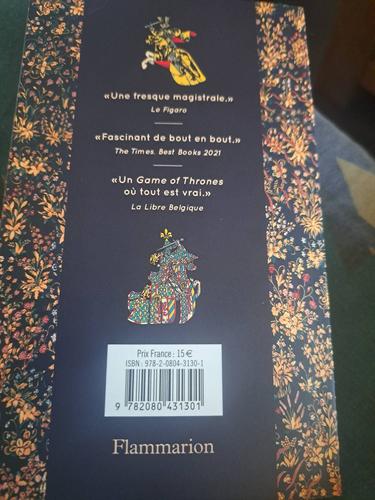 «Une fresque magistrale.»
Le Figaro
«Fascinant de bout en bout.»
The Times. Best Books 2021
«Un Game of Thrones
où tout est vrai.»
La Libre Belgique
Prix France : 15 €
ISBN : 978-2-0804-3130-1
9 782080 431301
Flammarion